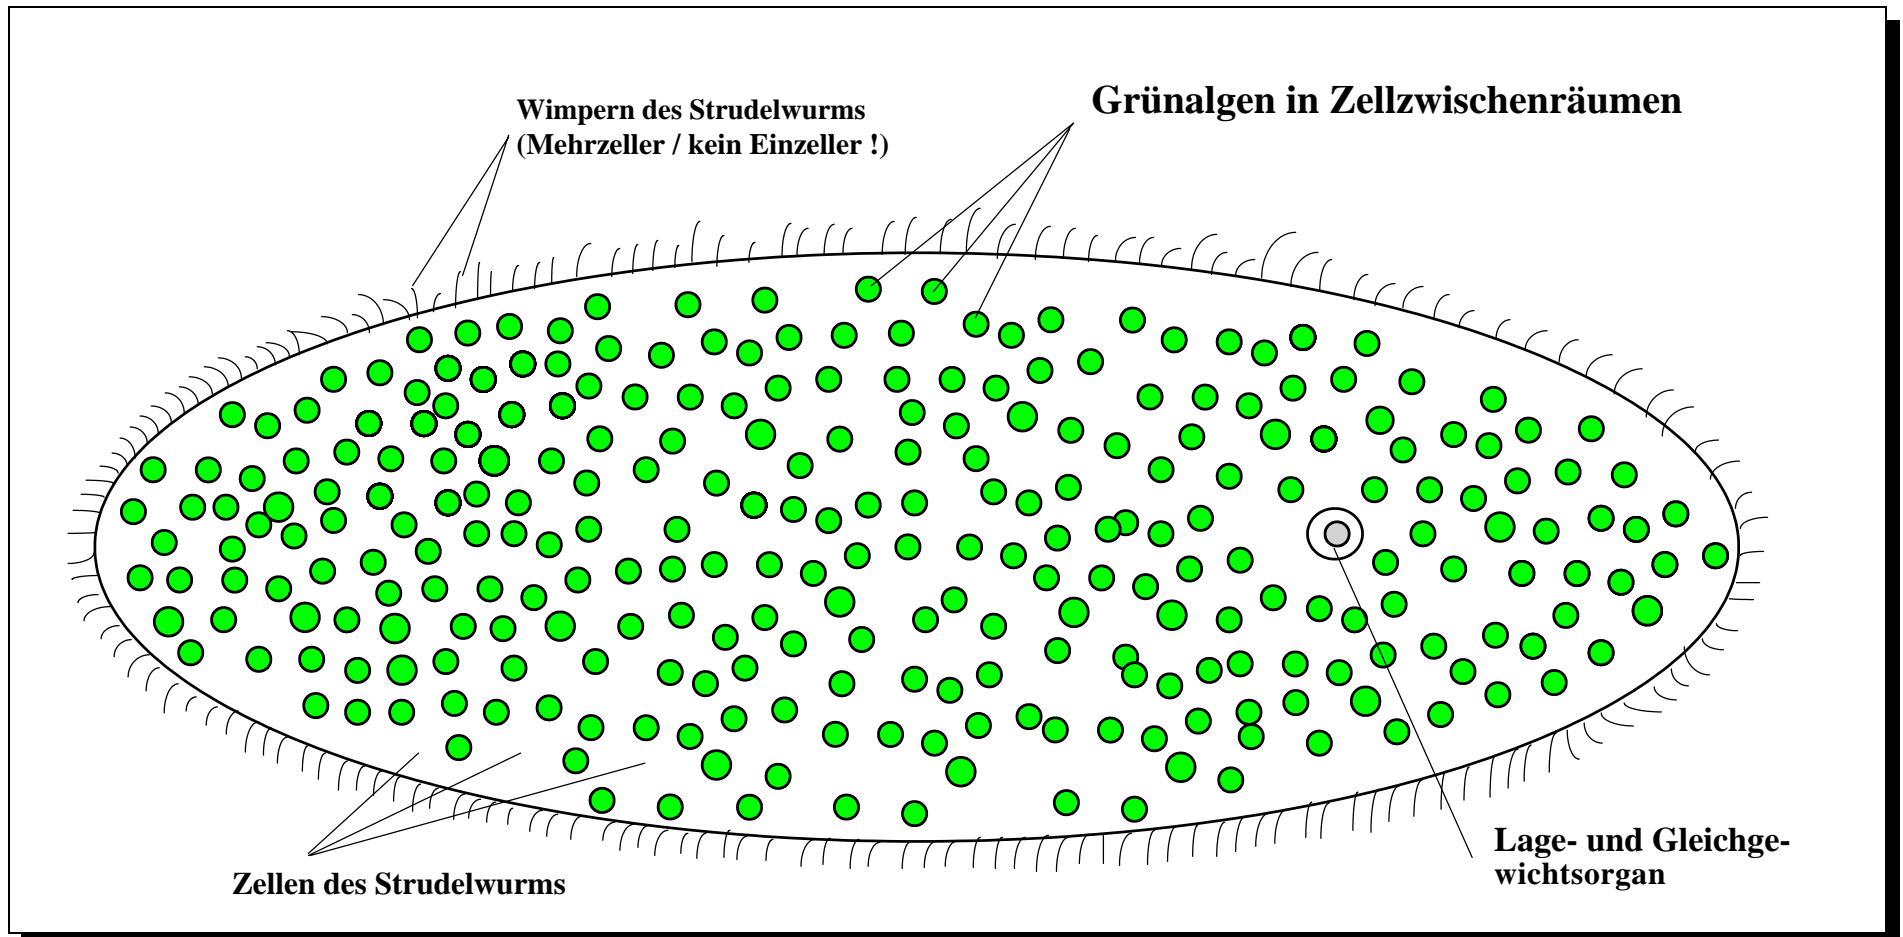 Wimpern des Strudelwurms
(Mehrzeller / kein Einzeller !)
Grünalgen in Zellzwischenräumen
Zellen des Strudelwurms
Lage- und Gleichge-
wichtsorgan